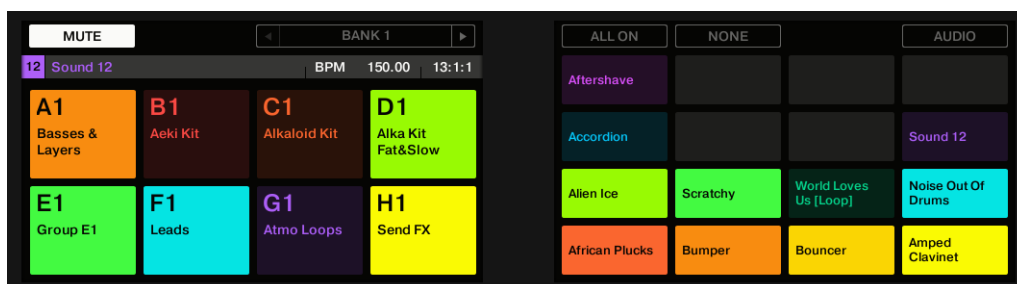 MUTE
BANK 1
12 Sound 12 BPM 150.00 13:1:1
A1
Basses &
Layers
B1
Aeki Kit
C1
Alkaloid Kit
D1
Alka Kit
Fat&Slow
E1
Group E1
F1
Leads
G1
Atmo Loops
H1
Send FX
ALL ON
NONE
AUDIO
Aftershave
Accordion
Sound 12
Alien Ice
Scratchy
World Loves
Us [Loop]
Noise Out Of
Drums
African Plucks
Bumper
Bouncer
Amped
Clavinet